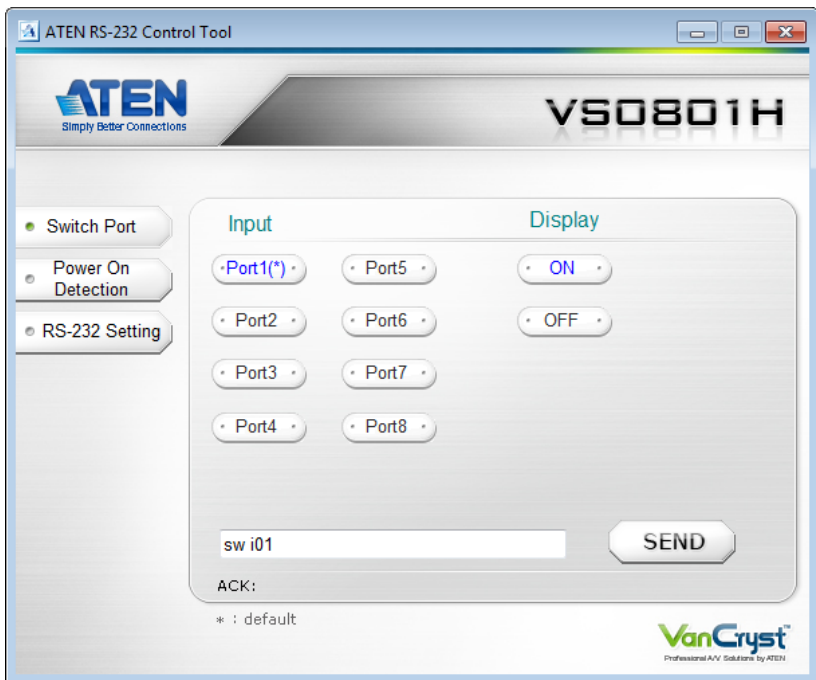 ATEN RS-232 Control Tool
ATEN
Simply Better Connections
VS0801H
Switch Port
Power On
Detection
RS-232 Setting
Input
Display
Port1(*)
Port5
ON
Port2
Port6
OFF
Port3
Port7
Port4
Port8
sw i01
SEND
ACK:
* : default
VanCryst™
Professional A/V Solutions by ATEN